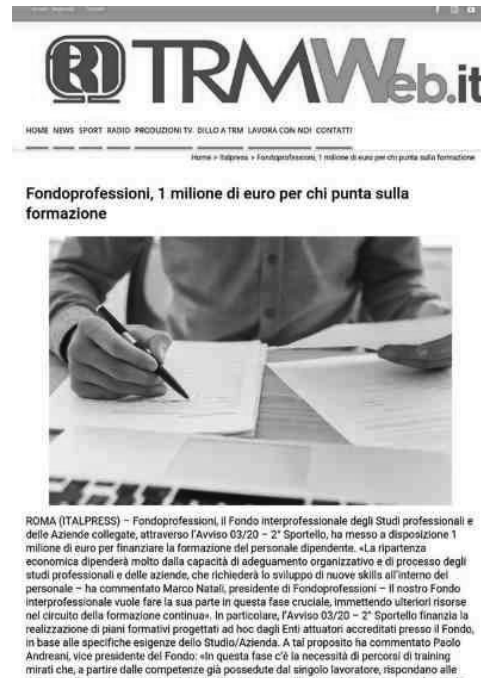 TRMWeb.it
HOME NEWS SPORT RADIO PRODUZIONI TV DILLO A TRM LAVORA CON NOI CONTATTI
Home > Italpress > Fondoprofessioni, 1 milione di euro per chi punta sulla formazione
Fondoprofessioni, 1 milione di euro per chi punta sulla
formazione
ROMA (ITALPRESS) – Fondoprofessioni, il Fondo interprofessionale degli Studi professionali e
delle Aziende collegate, attraverso l'Avviso 03/20 – 2° Sportello, ha messo a disposizione 1
milione di euro per finanziare la formazione del personale dipendente. «La ripartenza
economica dipenderà molto dalla capacità di adeguamento organizzativo e di processo degli
studi professionali e delle aziende, che richiederà lo sviluppo di nuove skills all'interno del
personale – ha commentato Marco Natali, presidente di Fondoprofessioni – Il nostro Fondo
interprofessionale vuole fare la sua parte in questa fase cruciale, immettendo ulteriori risorse
nel circuito della formazione continua». In particolare, l'Avviso 03/20 – 2° Sportello finanzia la
realizzazione di piani formativi progettati ad hoc dagli Enti attuatori accreditati presso il Fondo,
in base alle specifiche esigenze dello Studio/Azienda. A tal proposito ha commentato Paolo
Andreani, vice presidente del Fondo: «In questa fase c'è la necessità di percorsi di training
mirati che, a partire dalle competenze già possedute dal singolo lavoratore, rispondano alle